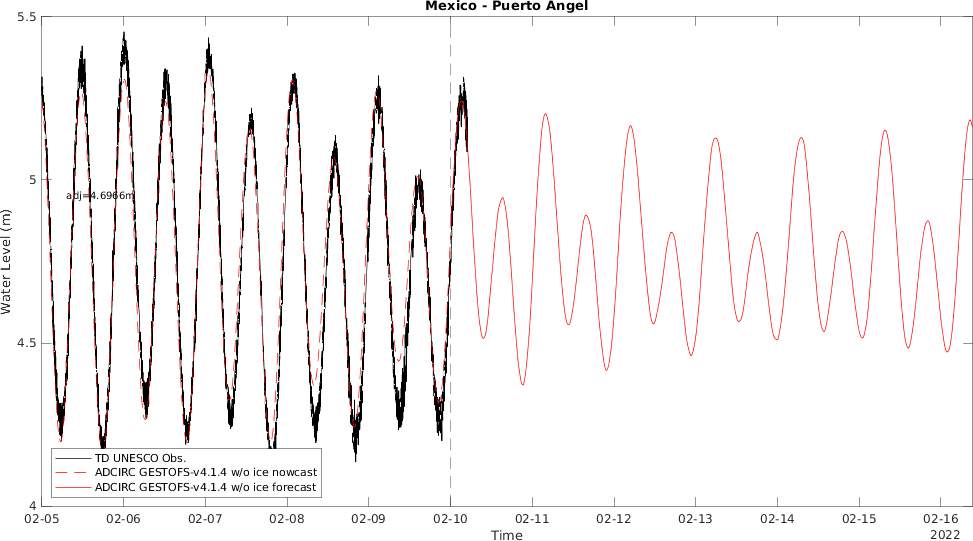 Mexico - Puerto Angel
5.5
5
4.5
4
Water Level (m)
adj=4.6966m
TD UNESCO Obs.
ADCIRC GESTOFS-v4.1.4 w/o ice nowcast
ADCIRC GESTOFS-v4.1.4 w/o ice forecast
02-05 02-06 02-07 02-08 02-09 02-10 02-11 02-12 02-13 02-14 02-15 02-16
2022
Time